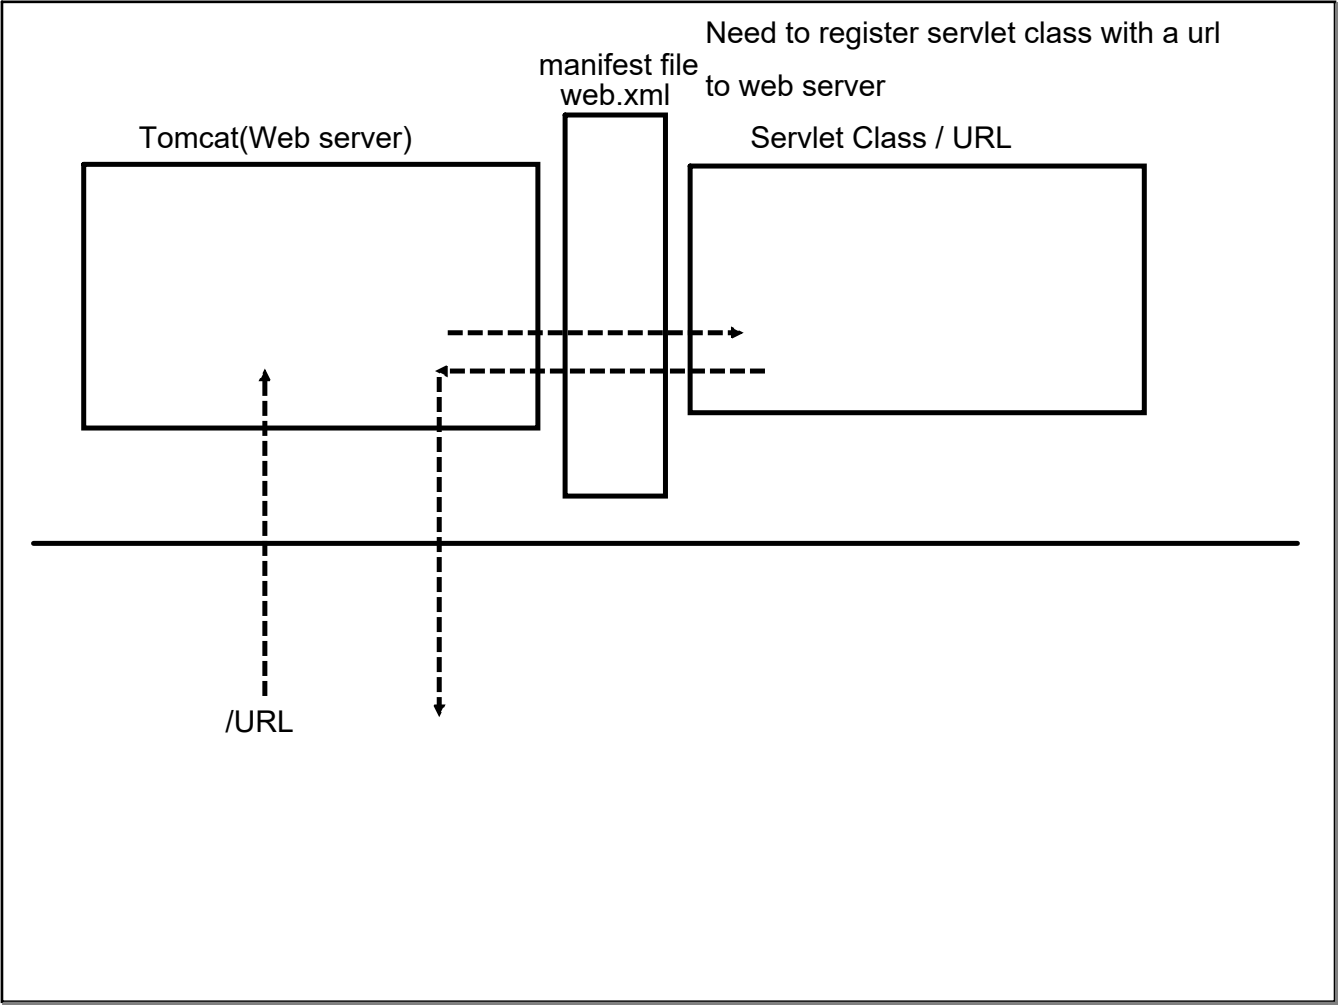 Need to register servlet class with a url
to web server
manifest file
web.xml
Tomcat(Web server)
Servlet Class / URL
/URL